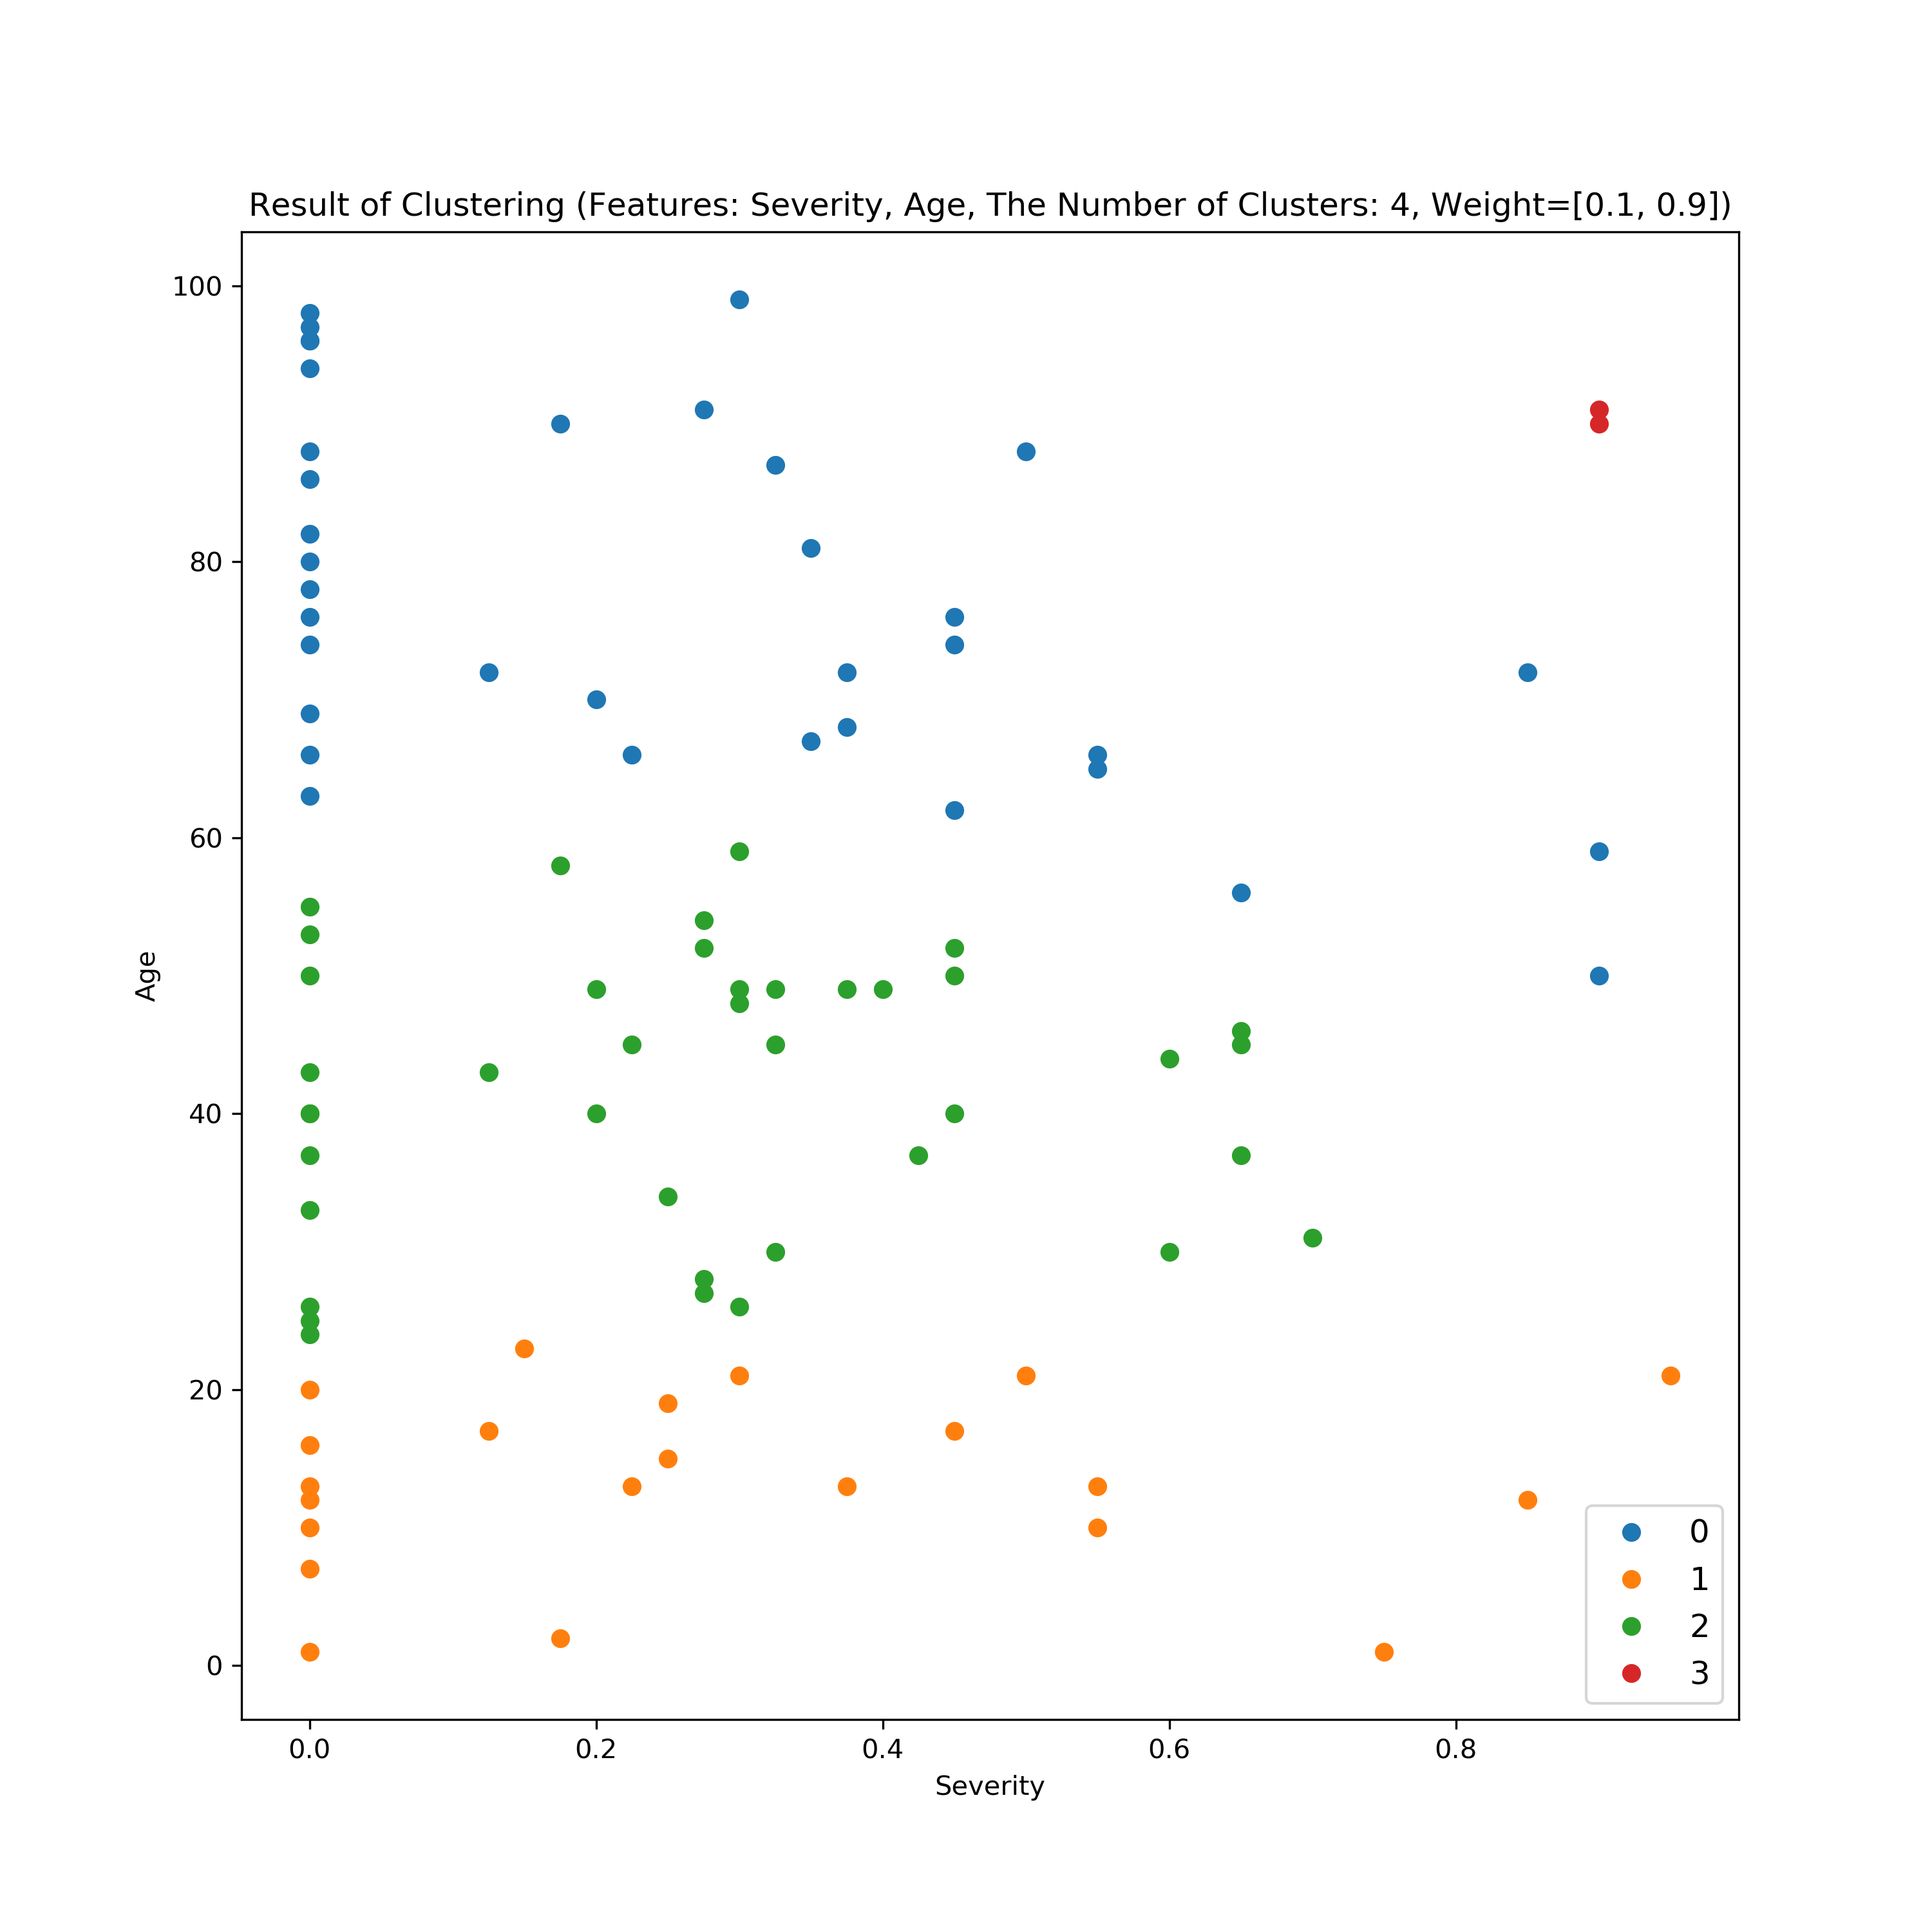 Result of Clustering (Features: Severity, Age, The Number of Clusters: 4, Weight=[0.1, 0.9])
100
80
60
40
20
0
Age
0.0 0.2 0.4 0.6 0.8
Severity
0
1
2
3